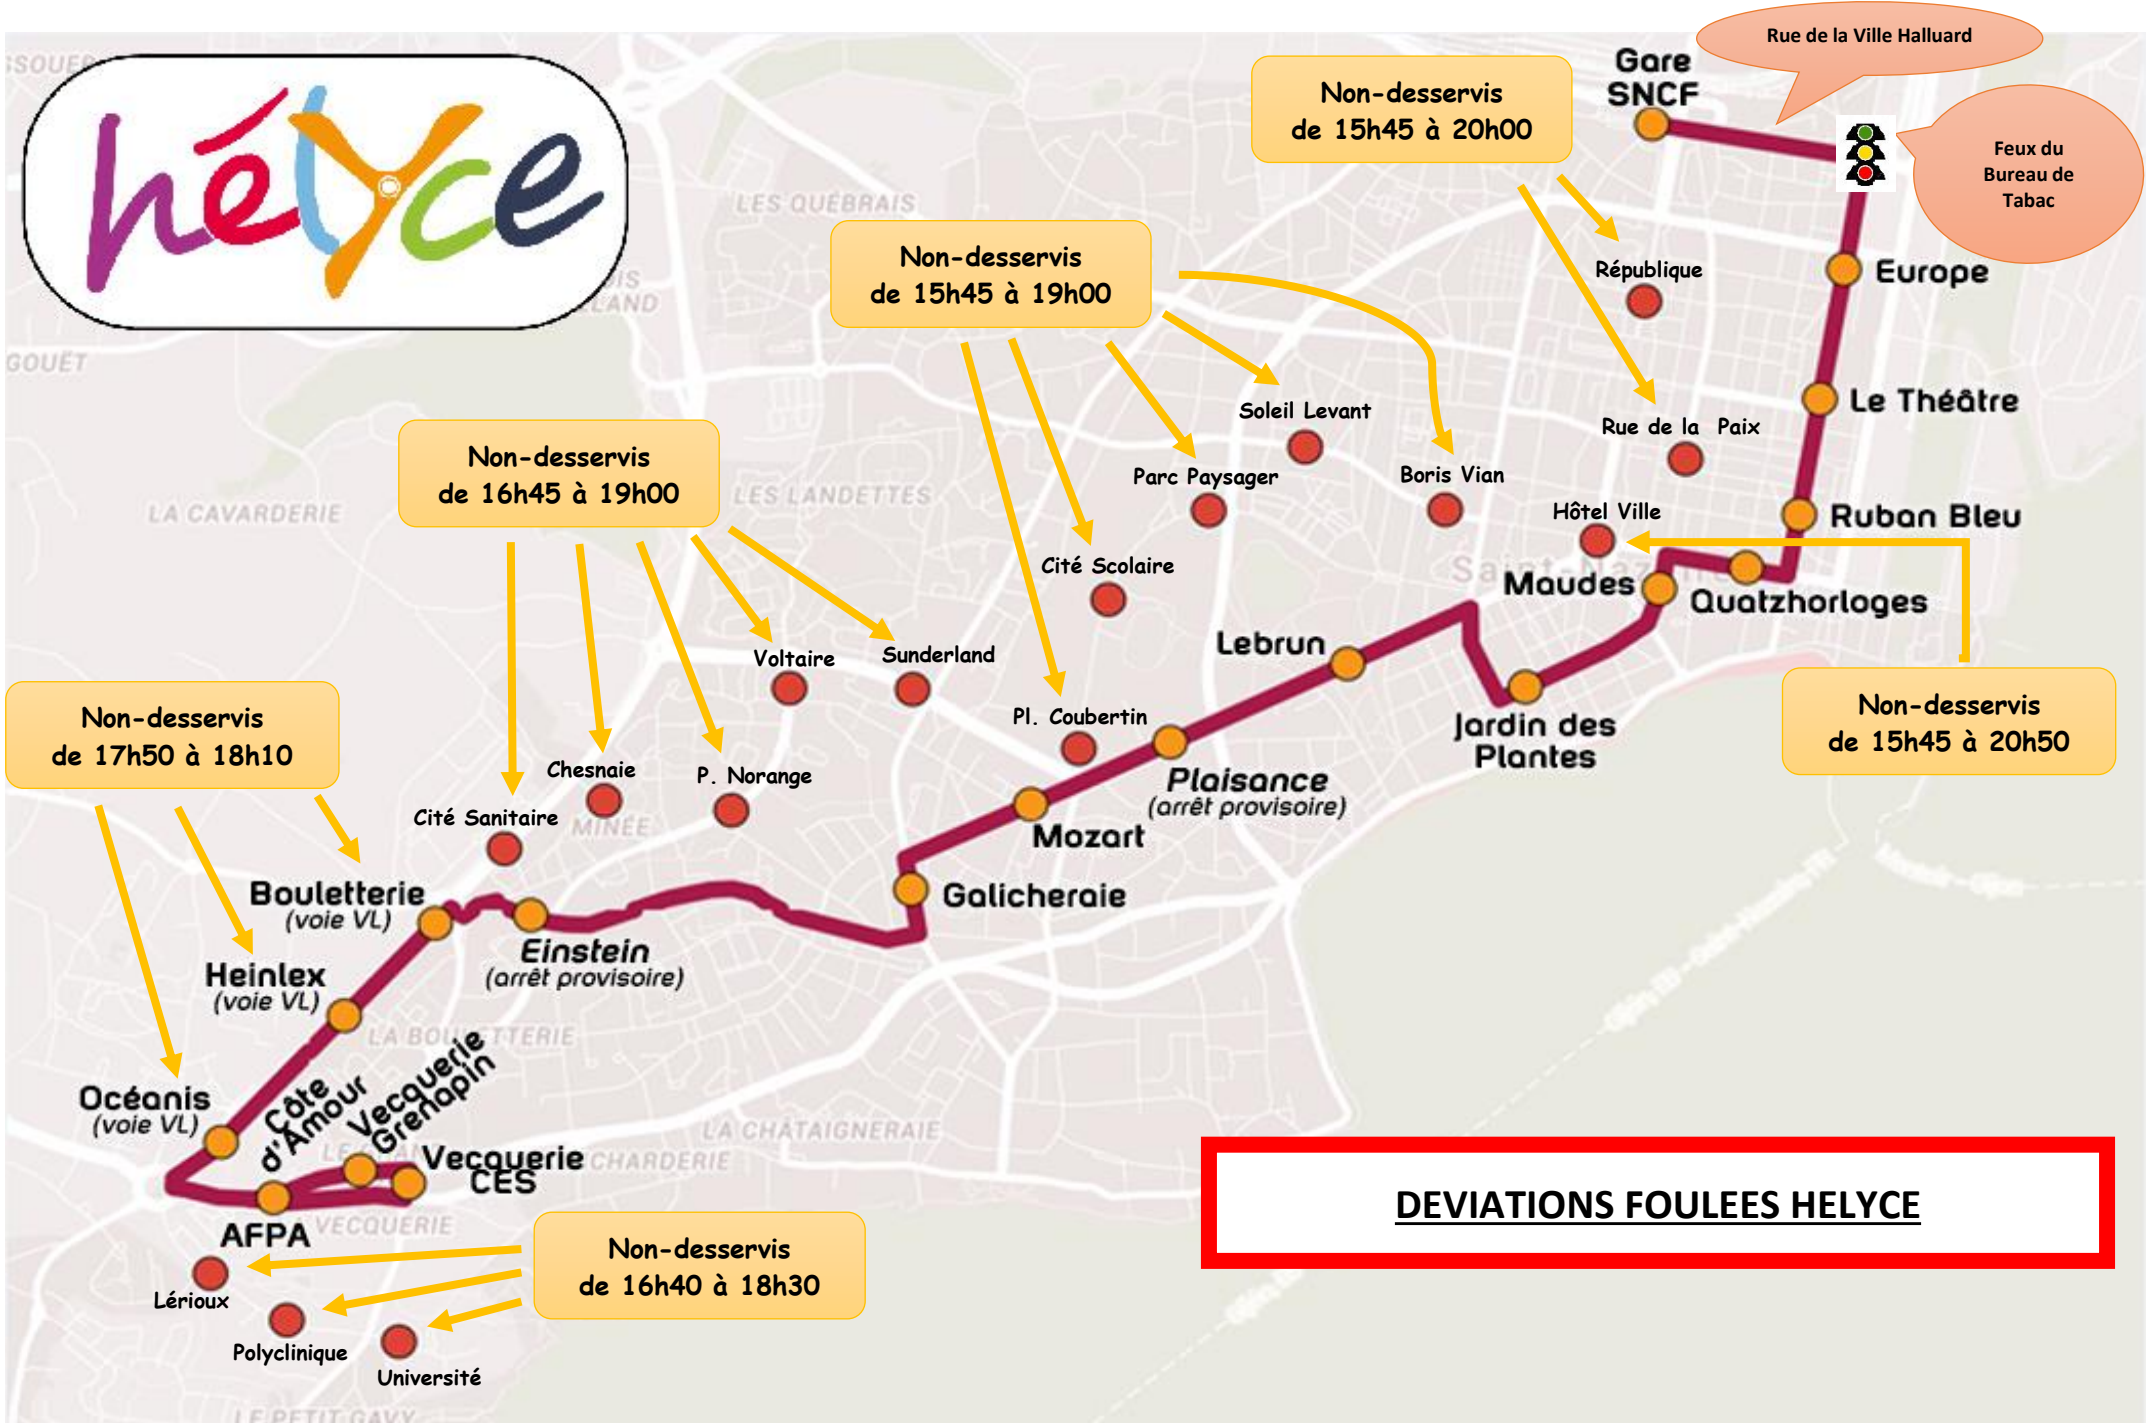 hélyce
Rue de la Ville Halluard
Gare
SNCF
Feux du
Bureau de
Tabac
Non-desservis
de 15h45 à 20h00
LES QUÉBRAIS
Non-desservis
de 15h45 à 19h00
République
Europe
GOUËT
Le Théâtre
Soleil Levant
Rue de la Paix
Parc Paysager
Boris Vian
Hôtel Ville
Ruban Bleu
Non-desservis
de 16h45 à 19h00
LES LANDETTES
LA CAVARDERIE
Cité Scolaire
Maudes
Quatzhorloges
Lebrun
Voltaire
Sunderland
Non-desservis
de 17h50 à 18h10
Pl. Coubertin
Jardin des
Plantes
Non-desservis
de 15h45 à 20h50
Chesnaie
P. Norange
Plaisance
(arrêt provisoire)
Cité Sanitaire
MINÉE
Mozart
Bouletterie
(voie VL)
Galicheraie
Einstein
(arrêt provisoire)
Heinlex
(voie VL)
LA BOULETTERIE
Océanis
(voie VL)
Côte
d'Amour
Vecquerie
Grenapin
LA CHÂTAIGNERAIE
Vecquerie
CES
CHARDERIE
DEVIATIONS FOULEES HELYCE
AFPA
VECQUERIE
Non-desservis
de 16h40 à 18h30
Lérioux
Polyclinique
Université
LE PETIT GAVY